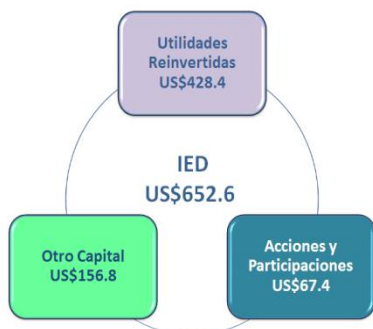 Utilidades
Reinvertidas
US$428.4
IED
US$652.6
Otro Capital
US$156.8
Acciones y
Participaciones
US$67.4